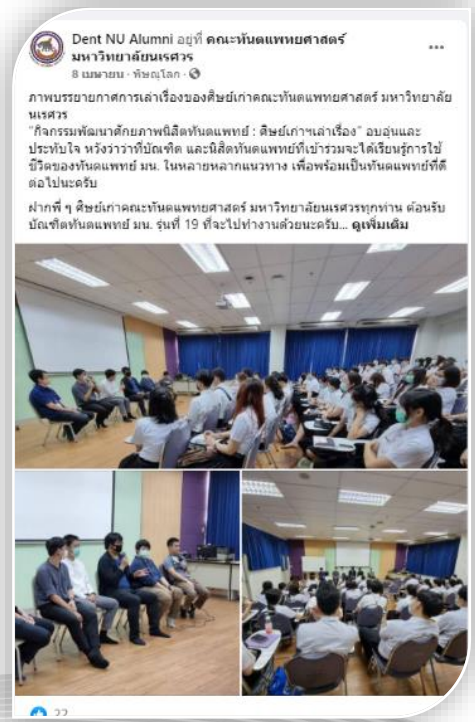 Dent NU Alumni อยู่ที่ คณะทันตแพทยศาสตร์
มหาวิทยาลัยนเรศวร
8 เมษายน · พิษณุโลก ·
ภาพบรรยายกาศการเล่าเรื่องของศิษย์เก่าคณะทันตแพทยศาสตร์ มหาวิทยาลัย
นเรศวร
"กิจกรรมพัฒนาศักยภาพนิสิตทันตแพทย์ : ศิษย์เก่าฯเล่าเรื่อง" อบอุ่นและ
ประทับใจ หวังว่าว่าที่บัณฑิต และนิสิตทันตแพทย์ที่เข้าร่วมจะได้เรียนรู้การใช้
ชีวิตของทันตแพทย์ มน. ในหลายหลากแนวทาง เพื่อพร้อมเป็นทันตแพทย์ที่ดี
ต่อไปนะครับ
ฝากพี่ ๆ ศิษย์เก่าคณะทันตแพทยศาสตร์ มหาวิทยาลัยนเรศวรทุกท่าน ต้อนรับ
บัณฑิตทันตแพทย์ มน. รุ่นที่ 19 ที่จะไปทำงานด้วยนะครับ... ดูเพิ่มเติม
22